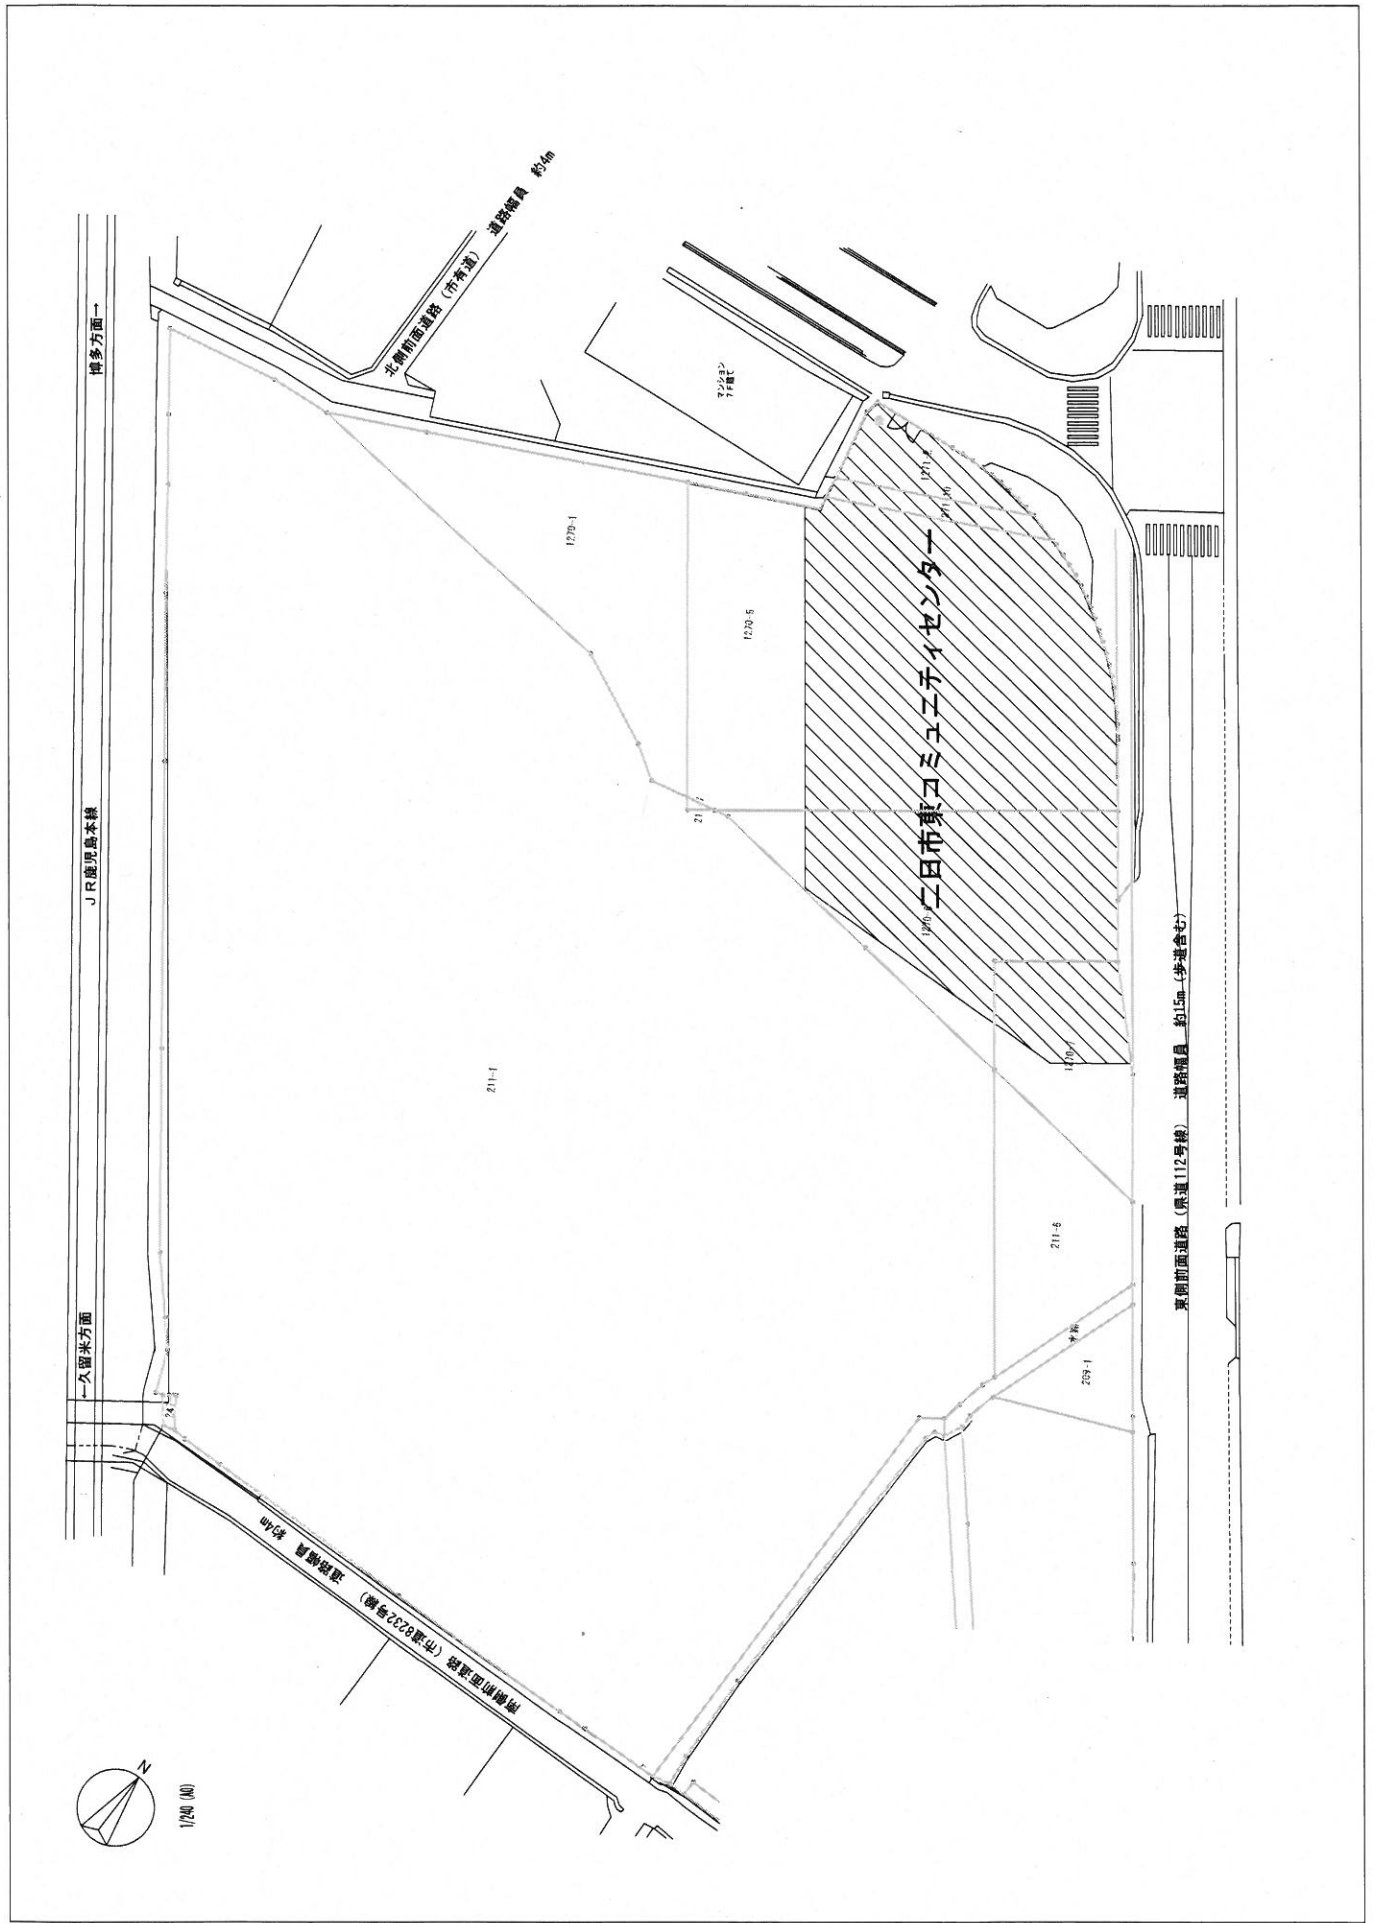 博多方面→
JR鹿児島本線
←久留米方面
北側前面道路（市有道） 道路幅員 約4m
マンション
7F建て
1270-1
1270-5
二日市東コミュニティセンター
211-1
211-6
水路
209-1
東側前面道路（県道112号線） 道路幅員 約15m（歩道含む）
南側前面道路（市道8232号線） 道路幅員 約4m
N
1/240 (A0)
1270-7